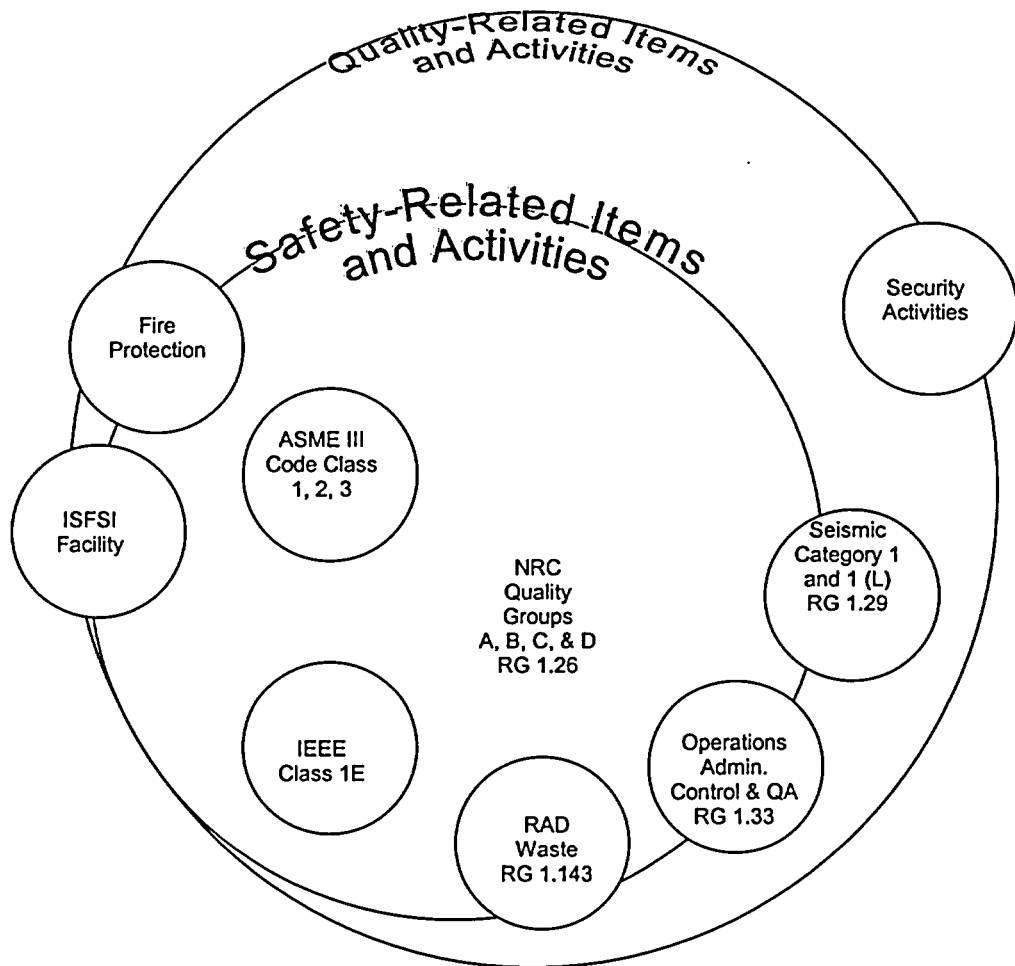 Quality-Related Items
and Activities
Safety-Related Items
and Activities
Security
Activities
Fire
Protection
ASME III
Code Class
1, 2, 3
ISFSI
Facility
Seismic
Category 1
and 1 (L)
RG 1.29
NRC
Quality
Groups
A, B, C, & D
RG 1.26
IEEE
Class 1E
Operations
Admin.
Control & QA
RG 1.33
RAD
Waste
RG 1.143